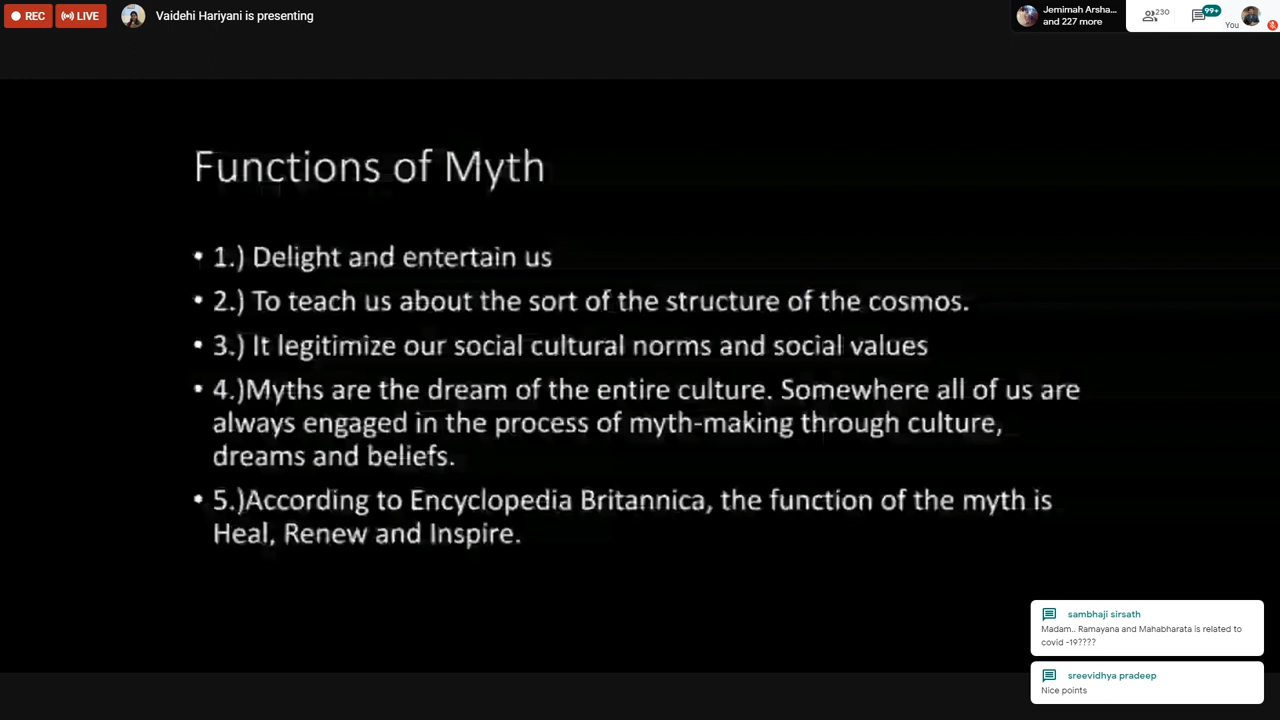 REC
LIVE
Vaidehi Hariyani is presenting
Jemimah Arsha...
and 227 more
230
99+
You
Functions of Myth
• 1.) Delight and entertain us
• 2.) To teach us about the sort of the structure of the cosmos.
• 3.) It legitimize our social cultural norms and social values
• 4.)Myths are the dream of the entire culture. Somewhere all of us are
always engaged in the process of myth-making through culture,
dreams and beliefs.
• 5.)According to Encyclopedia Britannica, the function of the myth is
Heal, Renew and Inspire.
sambhaji sirsath
Madam.. Ramayana and Mahabharata is related to
covid -19????
sreevidhya pradeep
Nice points